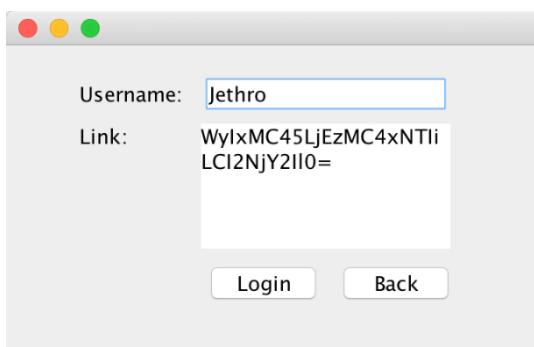 Username:
Jethro
Link:
WyIxMC45LjEzMC4xNTIi
LCI2NjY2Il0=
Login
Back